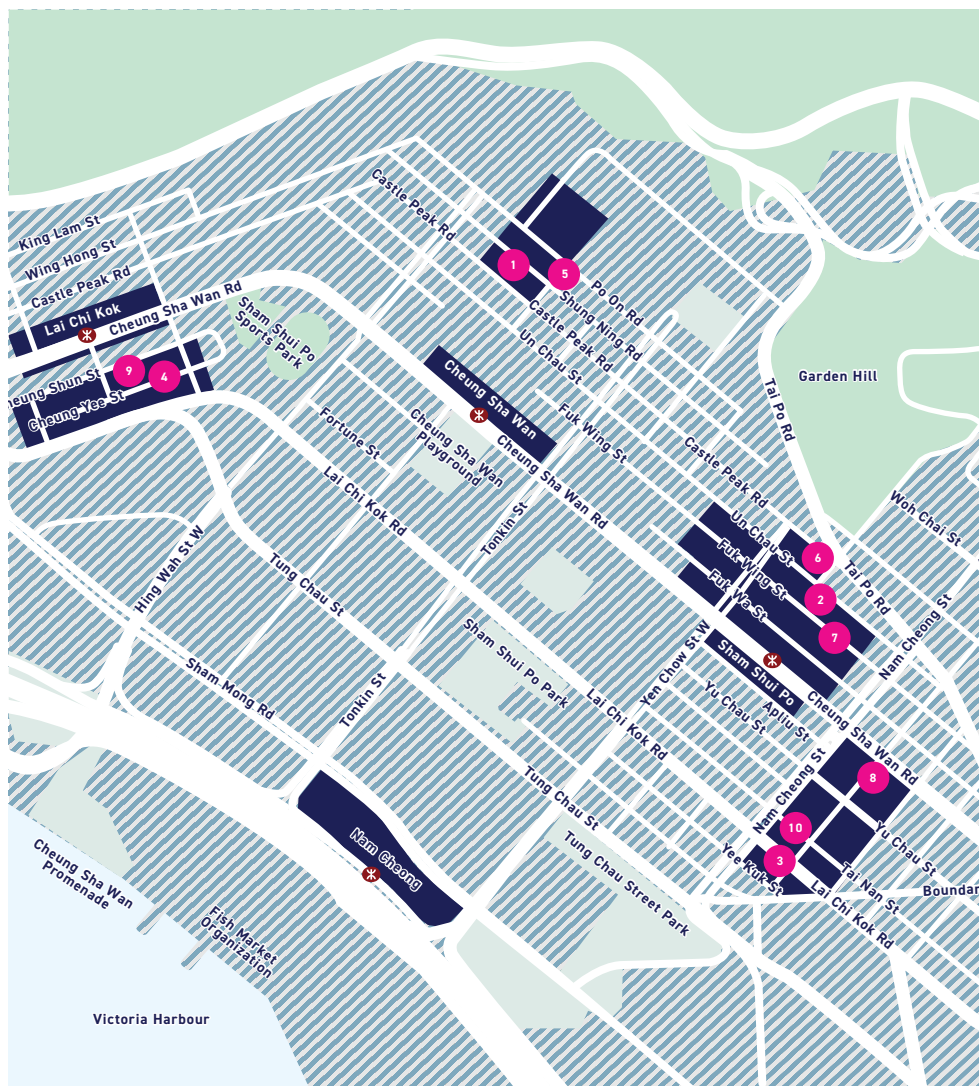 King Lam St
Wing Hong St
Castle Peak Rd
Lai Chi Kok
Cheung Sha Wan Rd
Castle Peak Rd
1
5
Po On Rd
Shung Ning Rd
Castle Peak Rd
Un Chau St
Sham Shui Po
Sports Park
9
4
heung Shun St
Cheung Yee St
Cheung Sha Wan
Garden Hill
Tai Po Rd
Fortune St
Cheung Sha Wan
Playground
Fuk Wing St
Cheung Sha Wan Rd
Castle Peak Rd
Lai Chi Kok Rd
Tonkin St
Woh Chai St
Un Chau St
Fuk Wing St
Fuk Wa St
6
2
7
Tai Po Rd
Hing Wah St W
Tung Chau St
Nam Cheong St
Sham Shui Po Park
Sham Shui Po
Yen Chow St W
Yu Chau St
Apliu St
Cheung Sha Wan Rd
Sham Mong Rd
Tonkin St
Lai Chi Kok Rd
Nam Cheong St
8
Tung Chau St
10
3
Yu Chau St
Nam Cheong
Tung Chau Street Park
Yee Kuk St
Tai Nan St
Lai Chi Kok Rd
Boundar
Cheung Sha Wan
Promenade
Fish Market
Organization
Victoria Harbour